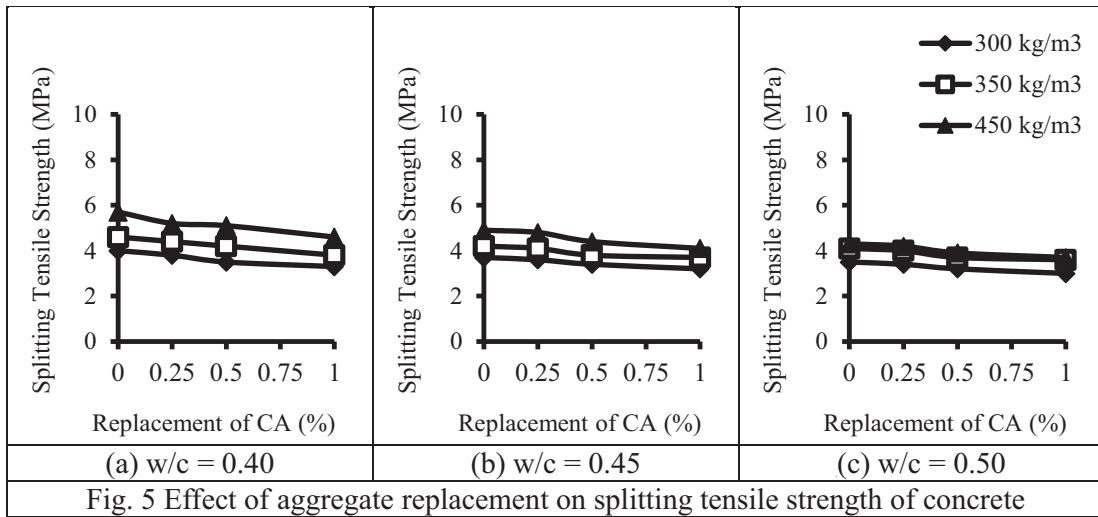 300 kg/m3
350 kg/m3
450 kg/m3
Splitting Tensile Strength (MPa)
10
8
6
4
2
0
0 0.25 0.5 0.75 1
Replacement of CA (%)
(a) w/c = 0.40
Splitting Tensile Strength (MPa)
10
8
6
4
2
0
0 0.25 0.5 0.75 1
Replacement of CA (%)
(b) w/c = 0.45
Splitting Tensile Strength (MPa)
10
8
6
4
2
0
0 0.25 0.5 0.75 1
Replacement of CA (%)
(c) w/c = 0.50
Fig. 5 Effect of aggregate replacement on splitting tensile strength of concrete